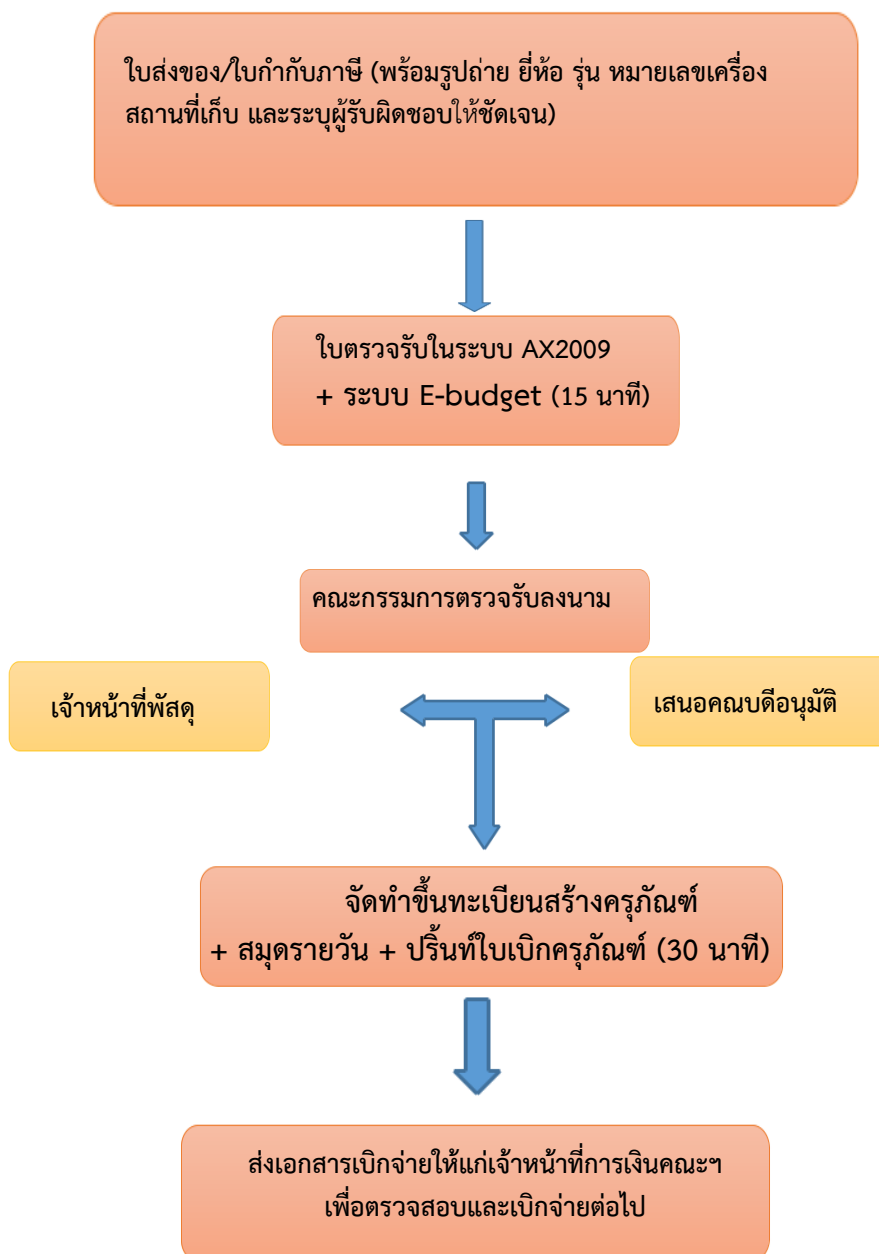 ใบส่งของ/ใบกำกับภาษี (พร้อมรูปถ่าย ยี่ห้อ รุ่น หมายเลขเครื่อง
สถานที่เก็บ และระบุผู้รับผิดชอบให้ชัดเจน)
ใบตรวจรับในระบบ AX2009
+ ระบบ E-budget (15 นาที)
คณะกรรมการตรวจรับลงนาม
เจ้าหน้าที่พัสดุ
เสนอคณบดีอนุมัติ
จัดทำขึ้นทะเบียนสร้างครุภัณฑ์
+ สมุดรายวัน + ปริ้นท์ใบเบิกครุภัณฑ์ (30 นาที)
ส่งเอกสารเบิกจ่ายให้แก่เจ้าหน้าที่การเงินคณะฯ
เพื่อตรวจสอบและเบิกจ่ายต่อไป